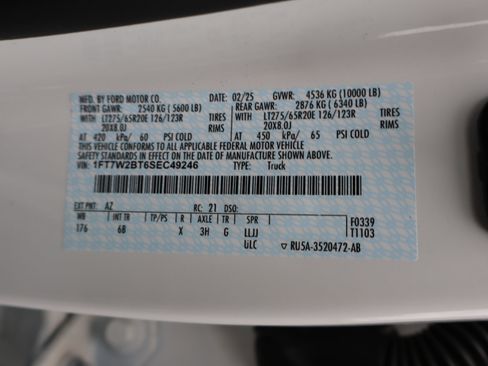 MFD. BY FORD MOTOR CO. DATE: 02/25 GVWR: 4536 KG (10000 LB)
FRONT GAWR: 2540 KG (5600 LB) REAR GAWR: 2876 KG (6340 LB)
WITH LT275/65R20E 126/123R TIRES WITH LT275/65R20E 126/123R TIRES
20X8.0J RIMS 20X8.0J RIMS
AT 420 kPa/ 60 PSI COLD AT 450 kPa/ 65 PSI COLD
THIS VEHICLE CONFORMS TO ALL APPLICABLE FEDERAL MOTOR VEHICLE
SAFETY STANDARDS IN EFFECT ON THE DATE OF MANUFACTURE SHOWN ABOVE.
VIN: 1FT7W2BT6SEC49246 TYPE: Truck
EXT PNT: AZ RC: 21 DSO:
WB INT TR TP/PS R AXLE TR SPR F0339
176 6B X 3H G LLJJ T1103
ULC RU5A-3520472-AB